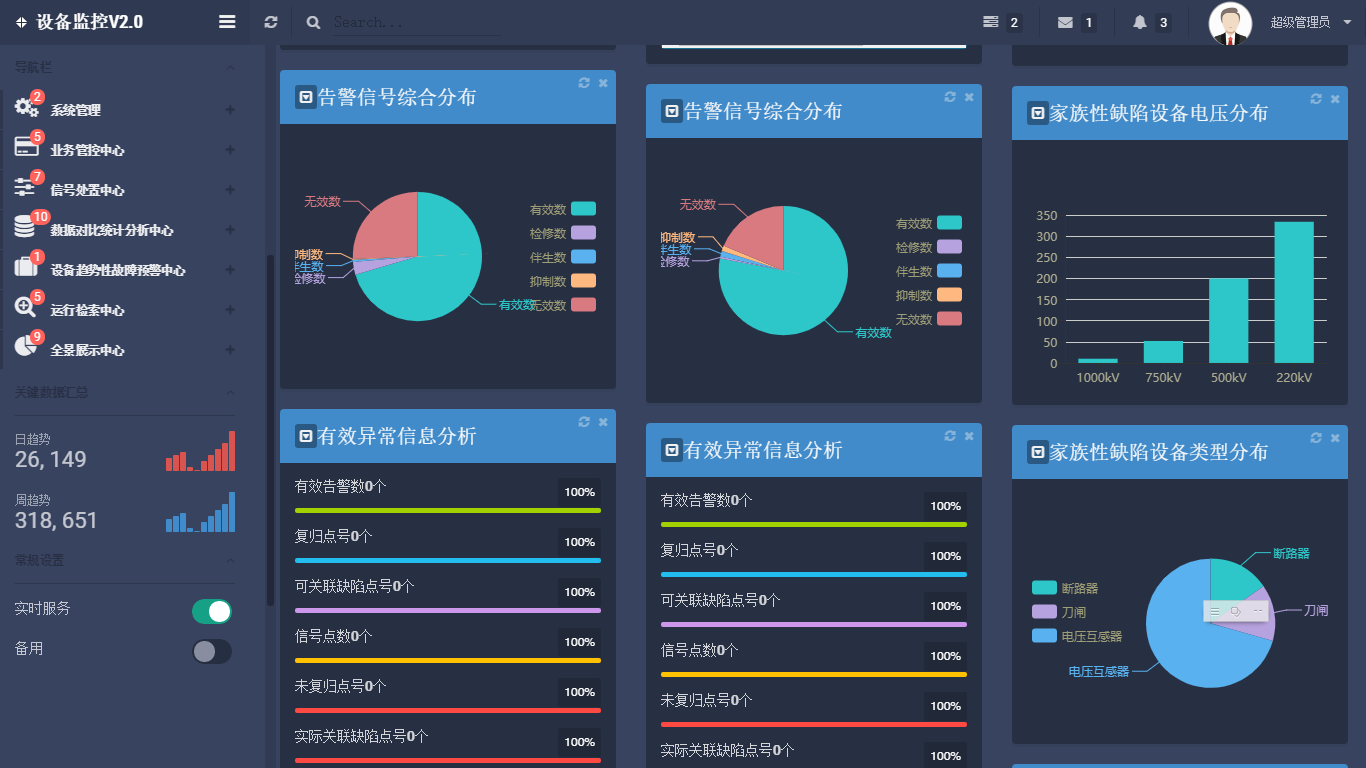 设备监控V2.0
Search...
2
1
3
超级管理员
导航栏
2
系统管理
5
业务管控中心
7
信号处置中心
10
数据对比统计分析中心
1
设备趋势性故障预警中心
5
运行检索中心
9
全景展示中心
关键数据汇总
日趋势
26, 149
周趋势
318, 651
常规设置
实时服务
备用
告警信号综合分布
无效数
抑制数
伴生数
检修数
有效数
有效数
检修数
伴生数
抑制数
无效数
有效异常信息分析
有效告警数0个
100%
复归点号0个
100%
可关联缺陷点号0个
100%
信号点数0个
100%
未复归点号0个
100%
实际关联缺陷点号0个
100%
告警信号综合分布
无效数
抑制数
伴生数
检修数
有效数
有效数
检修数
伴生数
抑制数
无效数
有效异常信息分析
有效告警数0个
100%
复归点号0个
100%
可关联缺陷点号0个
100%
信号点数0个
100%
未复归点号0个
100%
实际关联缺陷点号0个
100%
家族性缺陷设备电压分布
350
300
250
200
150
100
50
0
1000kV
750kV
500kV
220kV
家族性缺陷设备类型分布
断路器
刀闸
电压互感器
断路器
刀闸
电压互感器